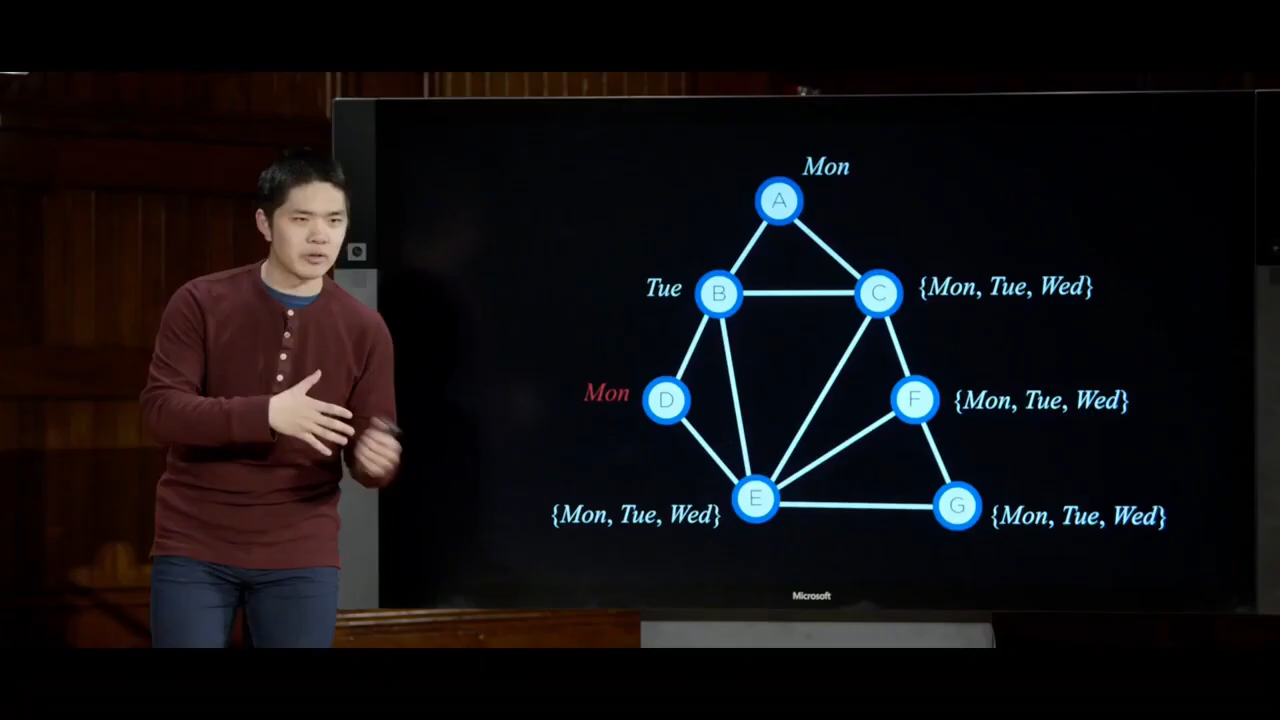 Mon
A
Tue
B
C
{Mon, Tue, Wed}
Mon
D
F
{Mon, Tue, Wed}
{Mon, Tue, Wed}
E
G
{Mon, Tue, Wed}
Microsoft